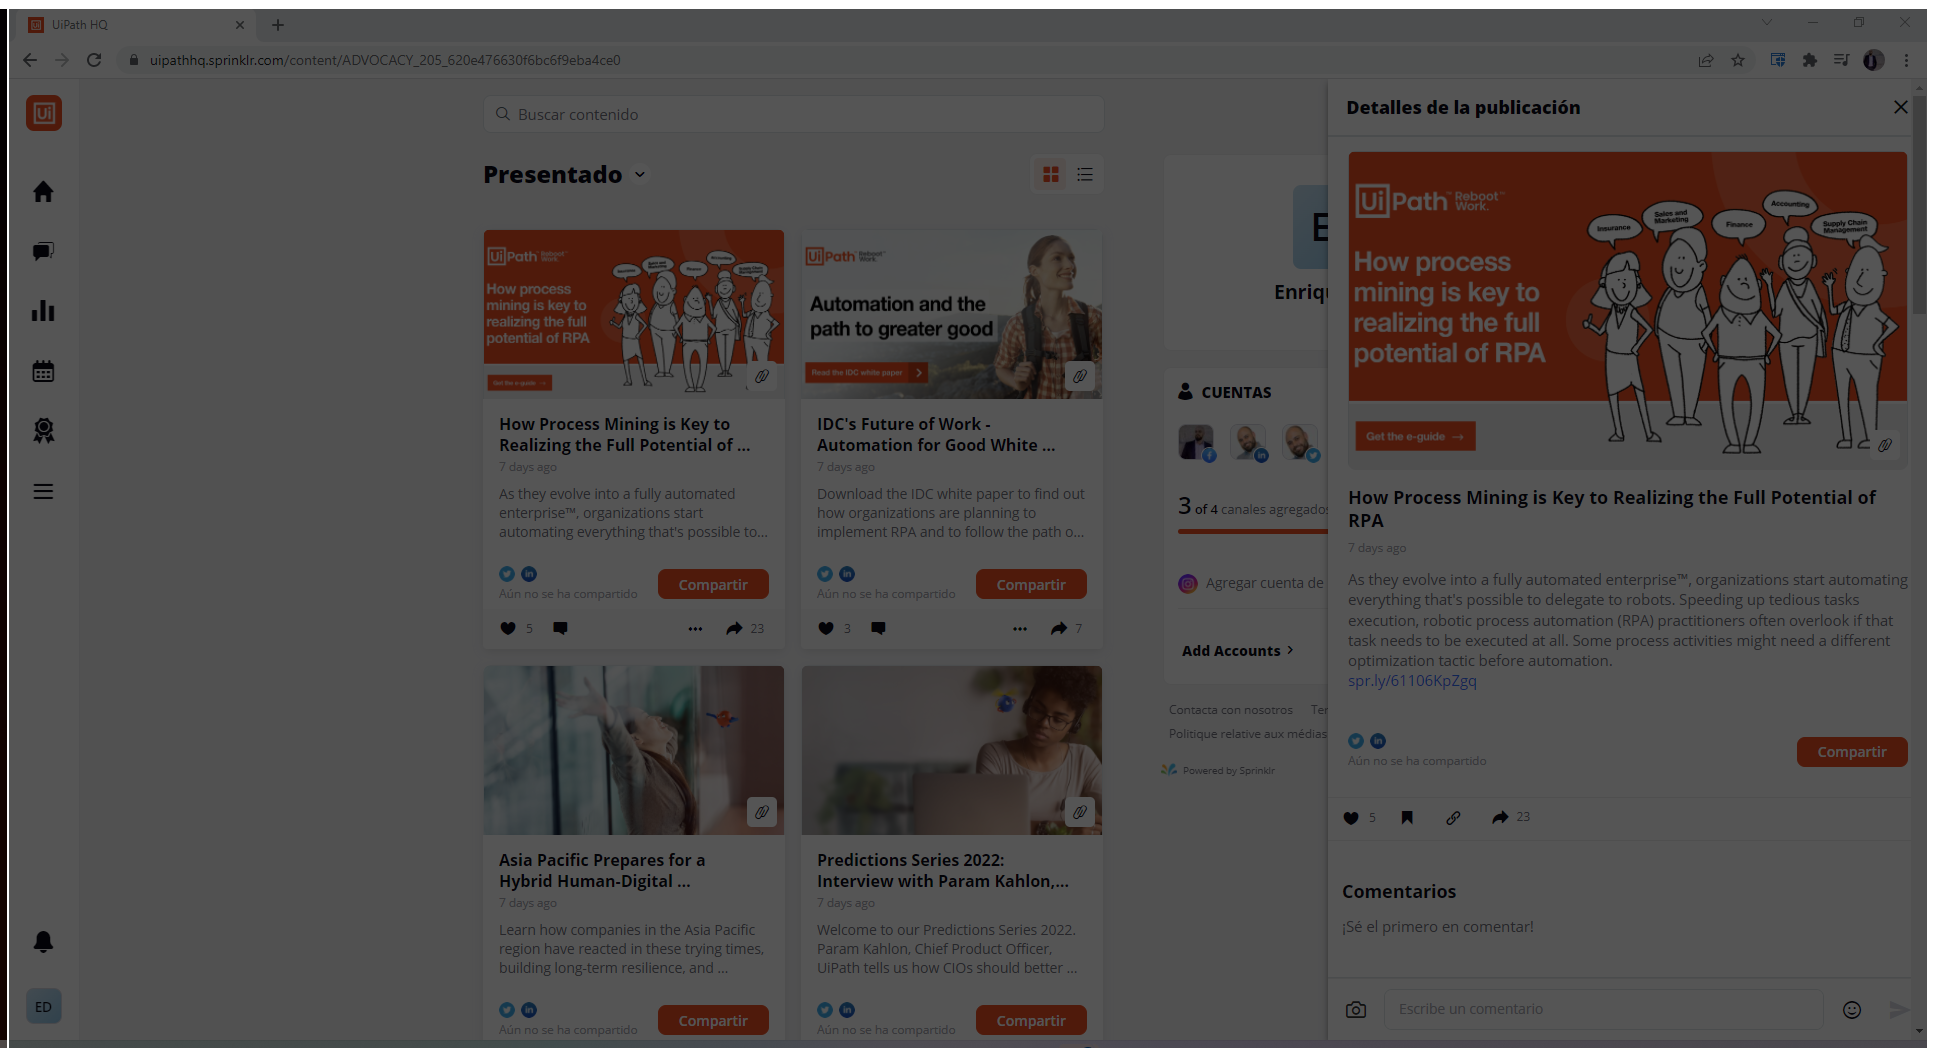 UiPath HQ
uipathhq.sprinklr.com/content/ADVOCACY_205_620e476630f6bc6f9eba4ce0
Ui
ED
Buscar contenido
Presentado
UiPath™ Reboot Work.™
How process
mining is key to
realizing the full
potential of RPA
Get the e-guide →
How Process Mining is Key to
Realizing the Full Potential of ...
7 days ago
As they evolve into a fully automated
enterprise™, organizations start
automating everything that's possible to...
Aún no se ha compartido
Compartir
5
23
UiPath™ Reboot Work.™
Automation and the
path to greater good
Read the IDC white paper
IDC's Future of Work -
Automation for Good White ...
7 days ago
Download the IDC white paper to find out
how organizations are planning to
implement RPA and to follow the path o...
Aún no se ha compartido
Compartir
3
7
Asia Pacific Prepares for a
Hybrid Human-Digital ...
7 days ago
Learn how companies in the Asia Pacific
region have reacted in these trying times,
building long-term resilience, and ...
Aún no se ha compartido
Compartir
Predictions Series 2022:
Interview with Param Kahlon,...
7 days ago
Welcome to our Predictions Series 2022.
Param Kahlon, Chief Product Officer,
UiPath tells us how CIOs should better ...
Aún no se ha compartido
Compartir
E
Enriqu
CUENTAS
3 of 4 canales agregados
Agregar cuenta de
Add Accounts
Contacta con nosotros Ter
Politique relative aux médias
Powered by Sprinklr
Detalles de la publicación
UiPath™ Reboot Work.™
How process
mining is key to
realizing the full
potential of RPA
Insurance
Sales and
Marketing
Finance
Accounting
Supply Chain
Management
Get the e-guide →
How Process Mining is Key to Realizing the Full Potential of
RPA
7 days ago
As they evolve into a fully automated enterprise™, organizations start automating
everything that's possible to delegate to robots. Speeding up tedious tasks
execution, robotic process automation (RPA) practitioners often overlook if that
task needs to be executed at all. Some process activities might need a different
optimization tactic before automation.
spr.ly/61106KpZgq
Aún no se ha compartido
Compartir
5
23
Comentarios
¡Sé el primero en comentar!
Escribe un comentario